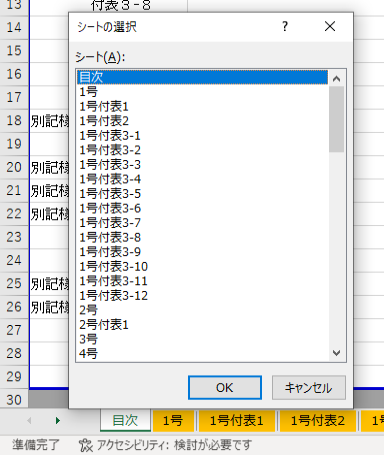 13
付表３－８
14
15
16
17
18
別記様
19
20
別記様
21
別記様
22
別記様
23
24
25
別記様
26
別記様
27
28
29
30
シートの選択
?
シート(A):
目次
1号
1号付表1
1号付表2
1号付表3-1
1号付表3-2
1号付表3-3
1号付表3-4
1号付表3-5
1号付表3-6
1号付表3-7
1号付表3-8
1号付表3-9
1号付表3-10
1号付表3-11
1号付表3-12
2号
2号付表1
3号
4号
OK
キャンセル
目次
1号
1号付表1
1号付表2
1号
準備完了
アクセシビリティ: 検討が必要です